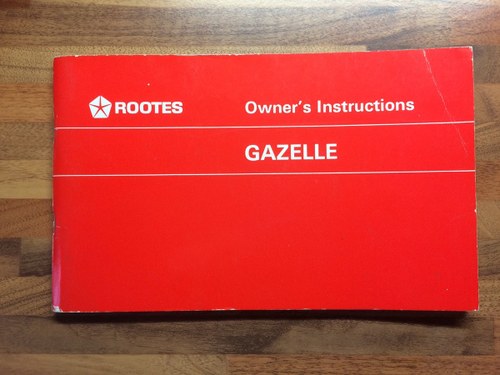 ROOTES Owner's Instructions
GAZELLE